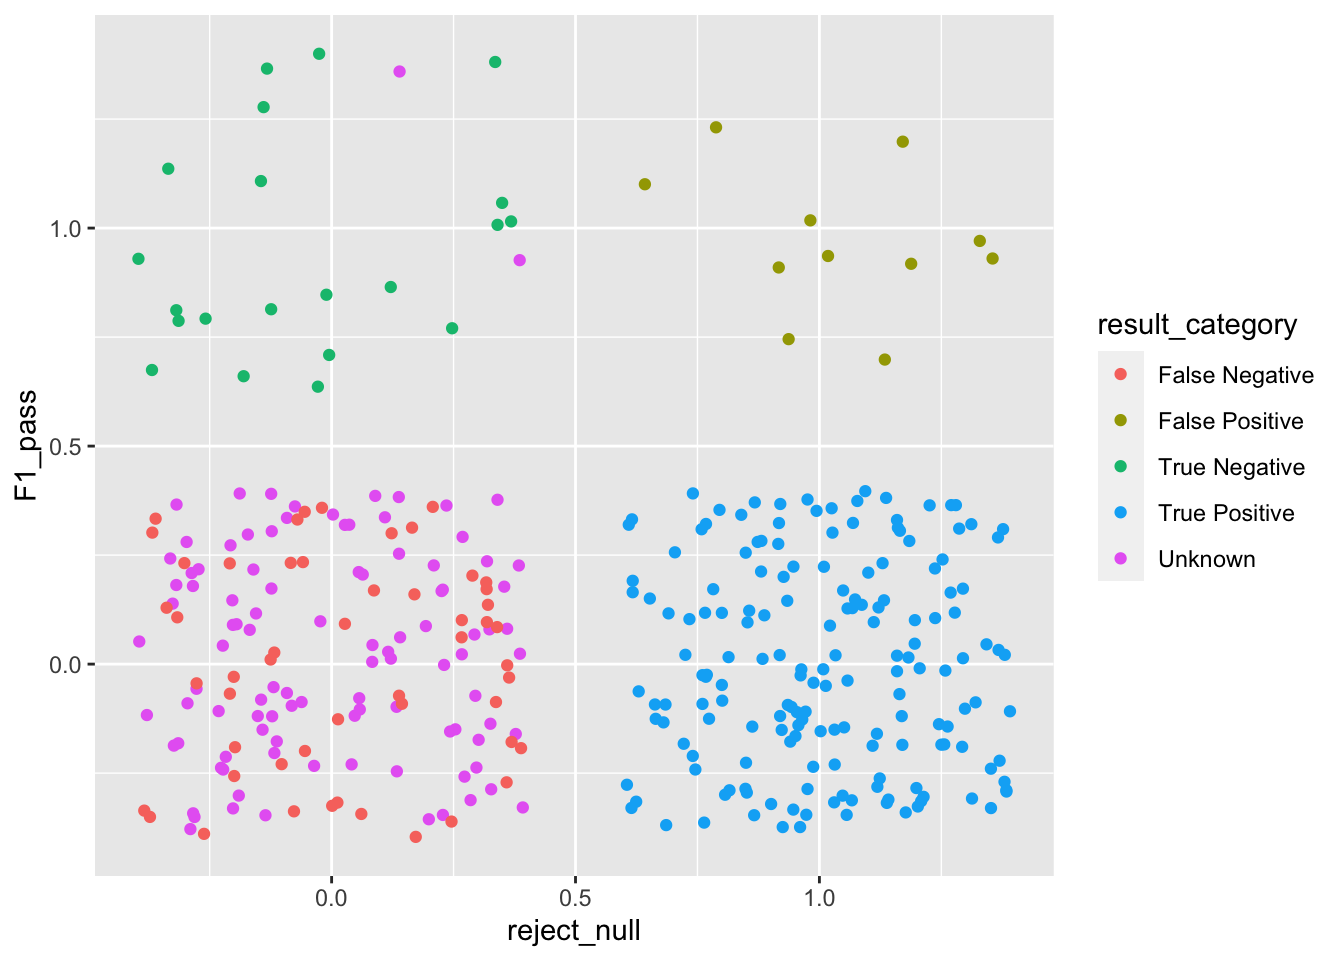 F1_pass
1.0
0.5
0.0
0.0
0.5
1.0
reject_null
result_category
False Negative
False Positive
True Negative
True Positive
Unknown